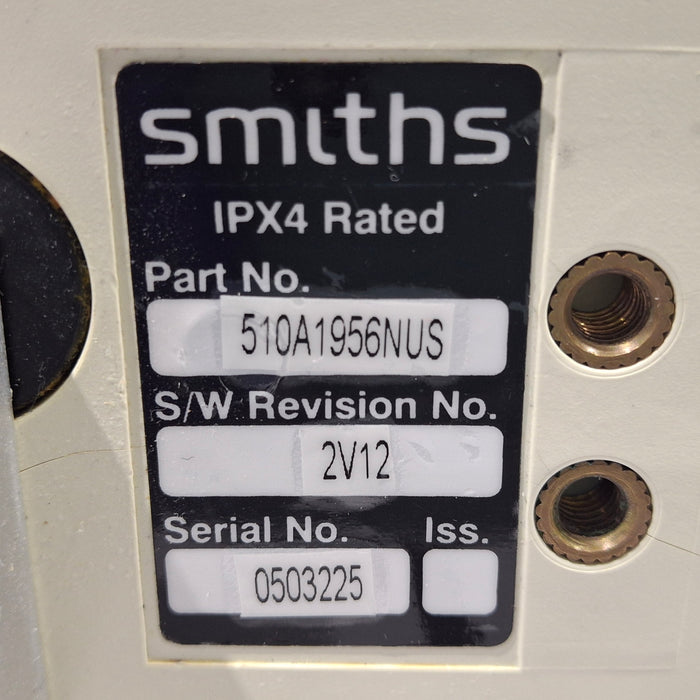 smiths
IPX4 Rated
Part No.
510A1956NUS
S/W Revision No.
2V12
Serial No. Iss.
0503225